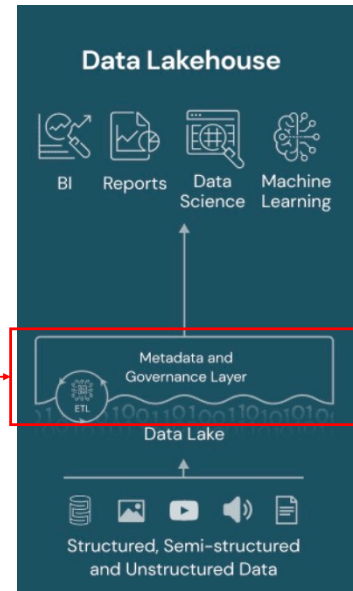 Data Lakehouse
BI
Reports
Data
Science
Machine
Learning
Metadata and
Governance Layer
ETL
Data Lake
Structured, Semi-structured
and Unstructured Data